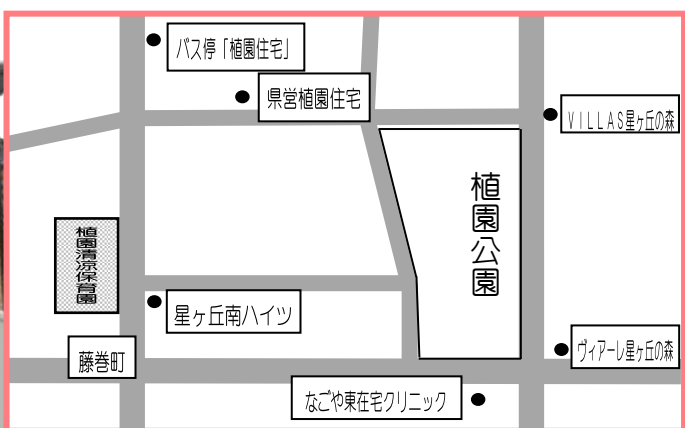 バス停「植園住宅」
県営植園住宅
VILLAS星ヶ丘の森
植園公園
植園清涼保育園
星ヶ丘南ハイツ
藤巻町
ヴィアーレ星ヶ丘の森
なごや東在宅クリニック